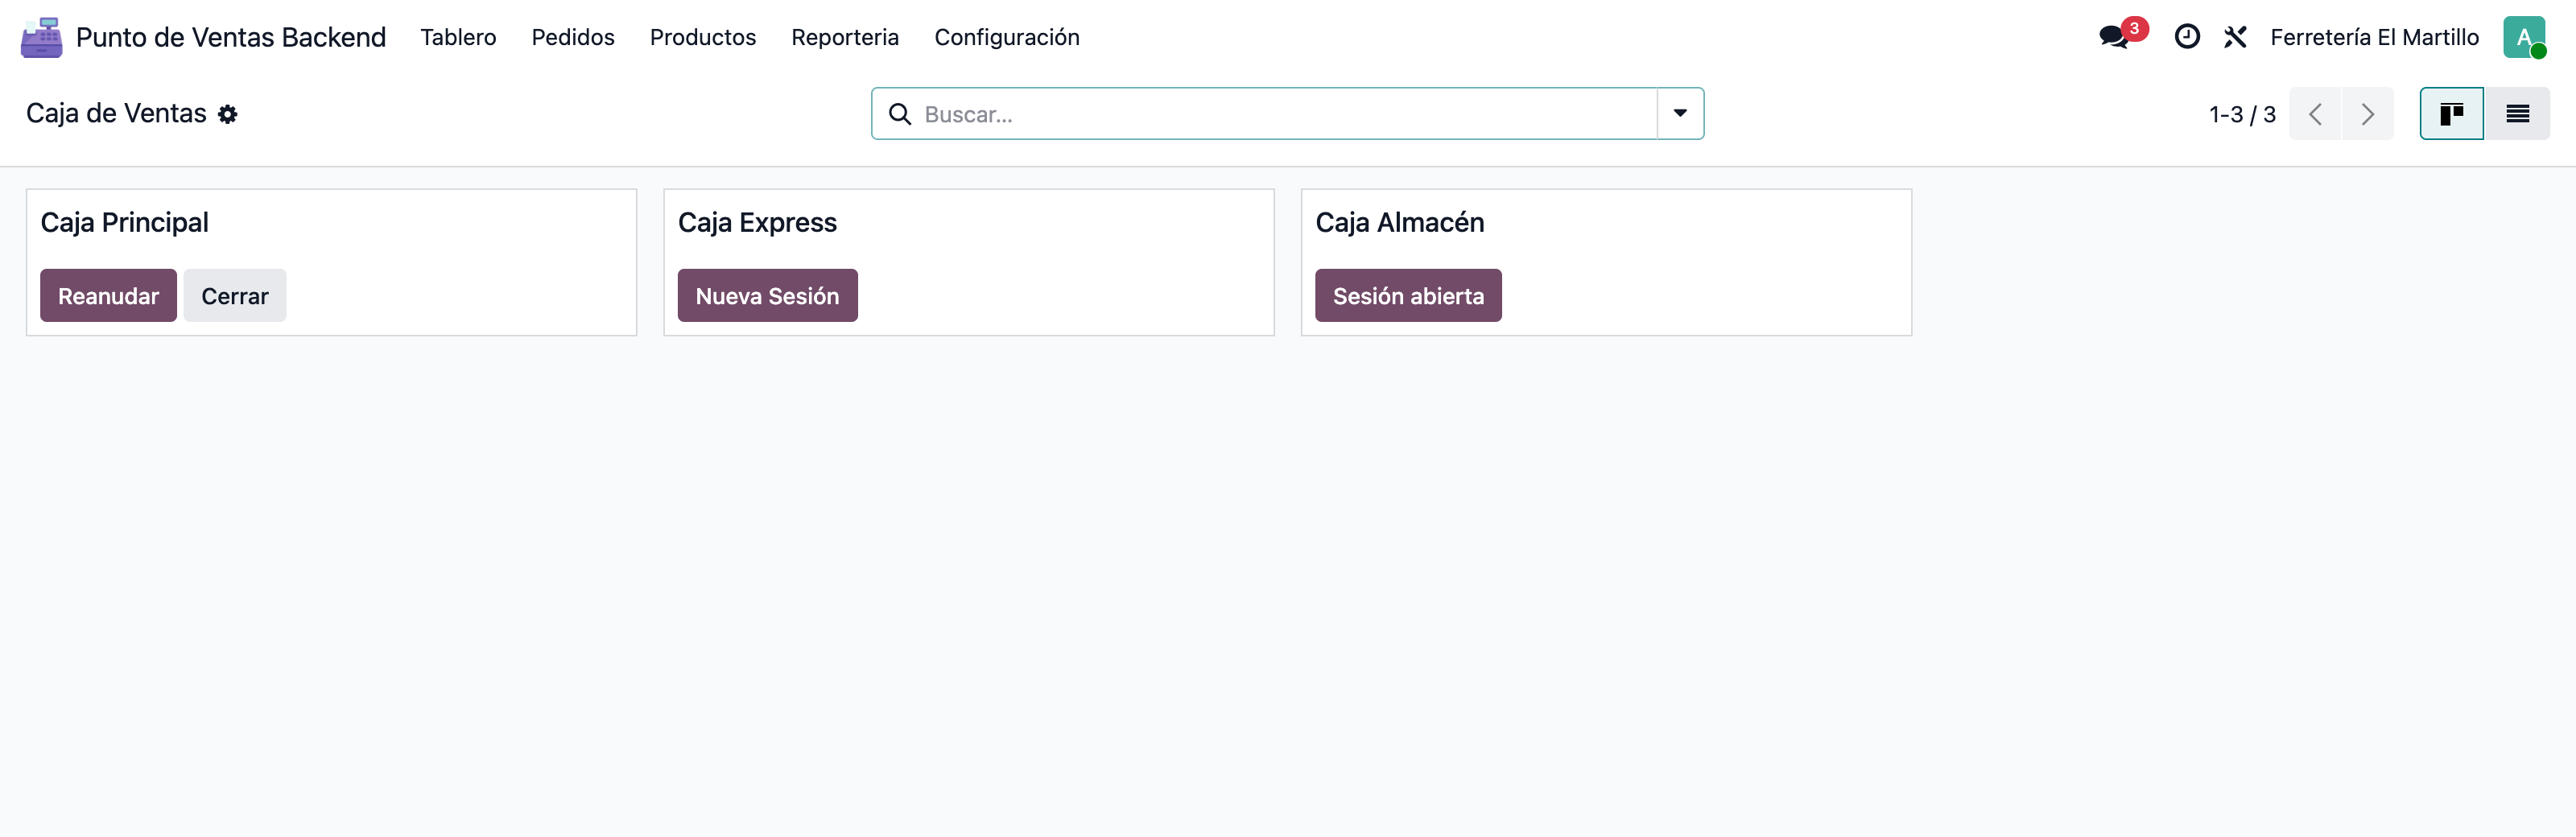 Punto de Ventas Backend Tablero Pedidos Productos Reporteria Configuración 3 Ferretería El Martillo A
Caja de Ventas Buscar... 1-3 / 3
Caja Principal Caja Express Caja Almacén
Reanudar Cerrar Nueva Sesión Sesión abierta